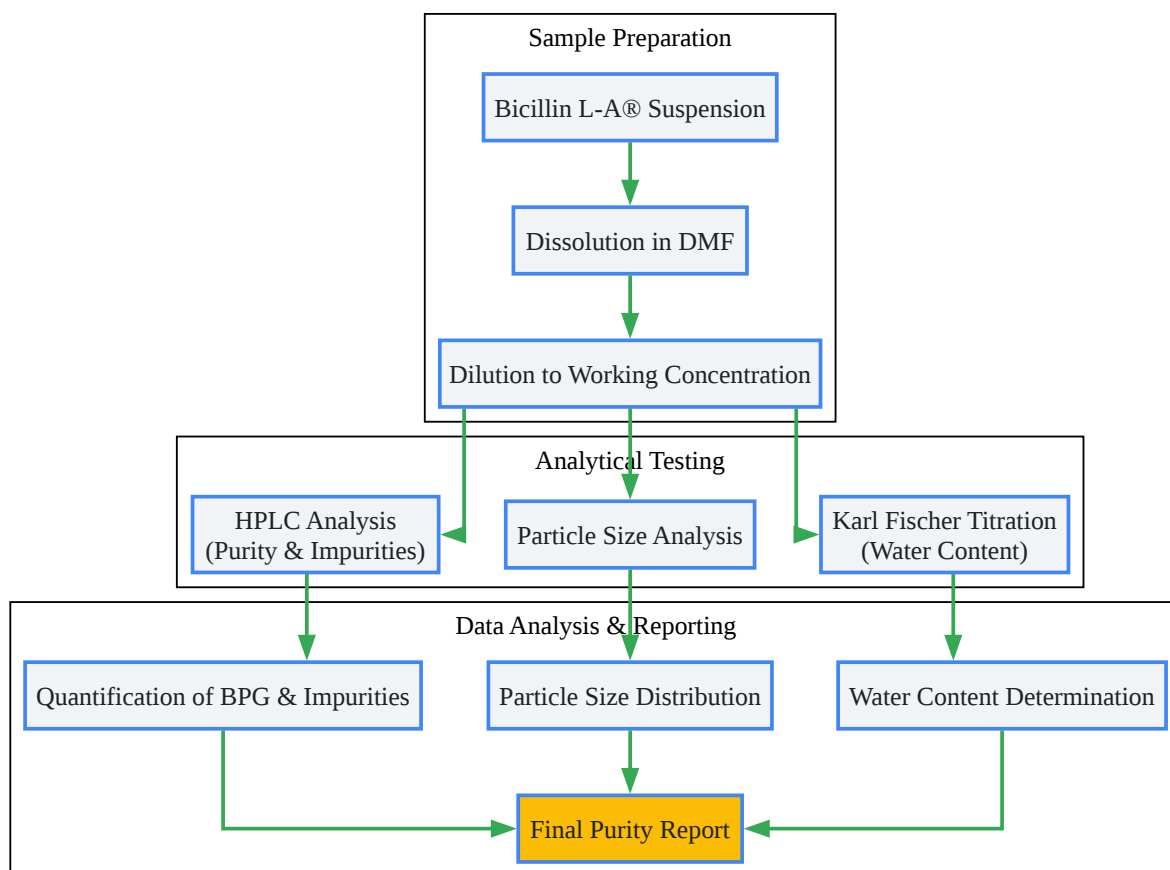 Sample Preparation
Bicillin L-A® Suspension
Dissolution in DMF
Dilution to Working Concentration
Analytical Testing
HPLC Analysis
(Purity & Impurities)
Particle Size Analysis
Karl Fischer Titration
(Water Content)
Data Analysis & Reporting
Quantification of BPG & Impurities
Particle Size Distribution
Water Content Determination
Final Purity Report